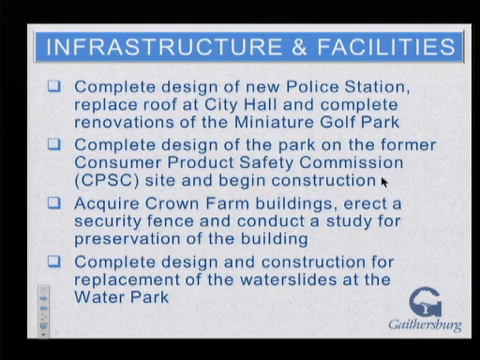 INFRASTRUCTURE & FACILITIES
Complete design of new Police Station,
replace roof at City Hall and complete
renovations of the Miniature Golf Park
Complete design of the park on the former
Consumer Product Safety Commission
(CPSC) site and begin construction
Acquire Crown Farm buildings, erect a
security fence and conduct a study for
preservation of the building
Complete design and construction for
replacement of the waterslides at the
Water Park
Gaithersburg